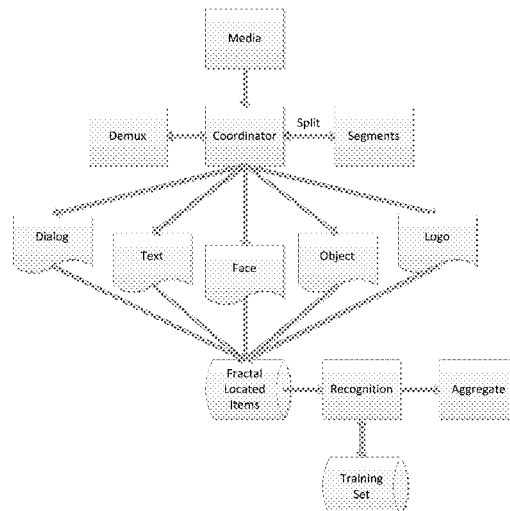 Media
Split
Demux
Coordinator
Segments
Dialog
Text
Face
Object
Logo
Fractal
Located
Items
Recognition
Aggregate
Training
Set